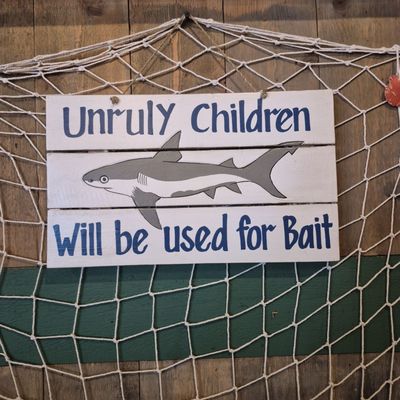 Unruly Children
Will be used for Bait